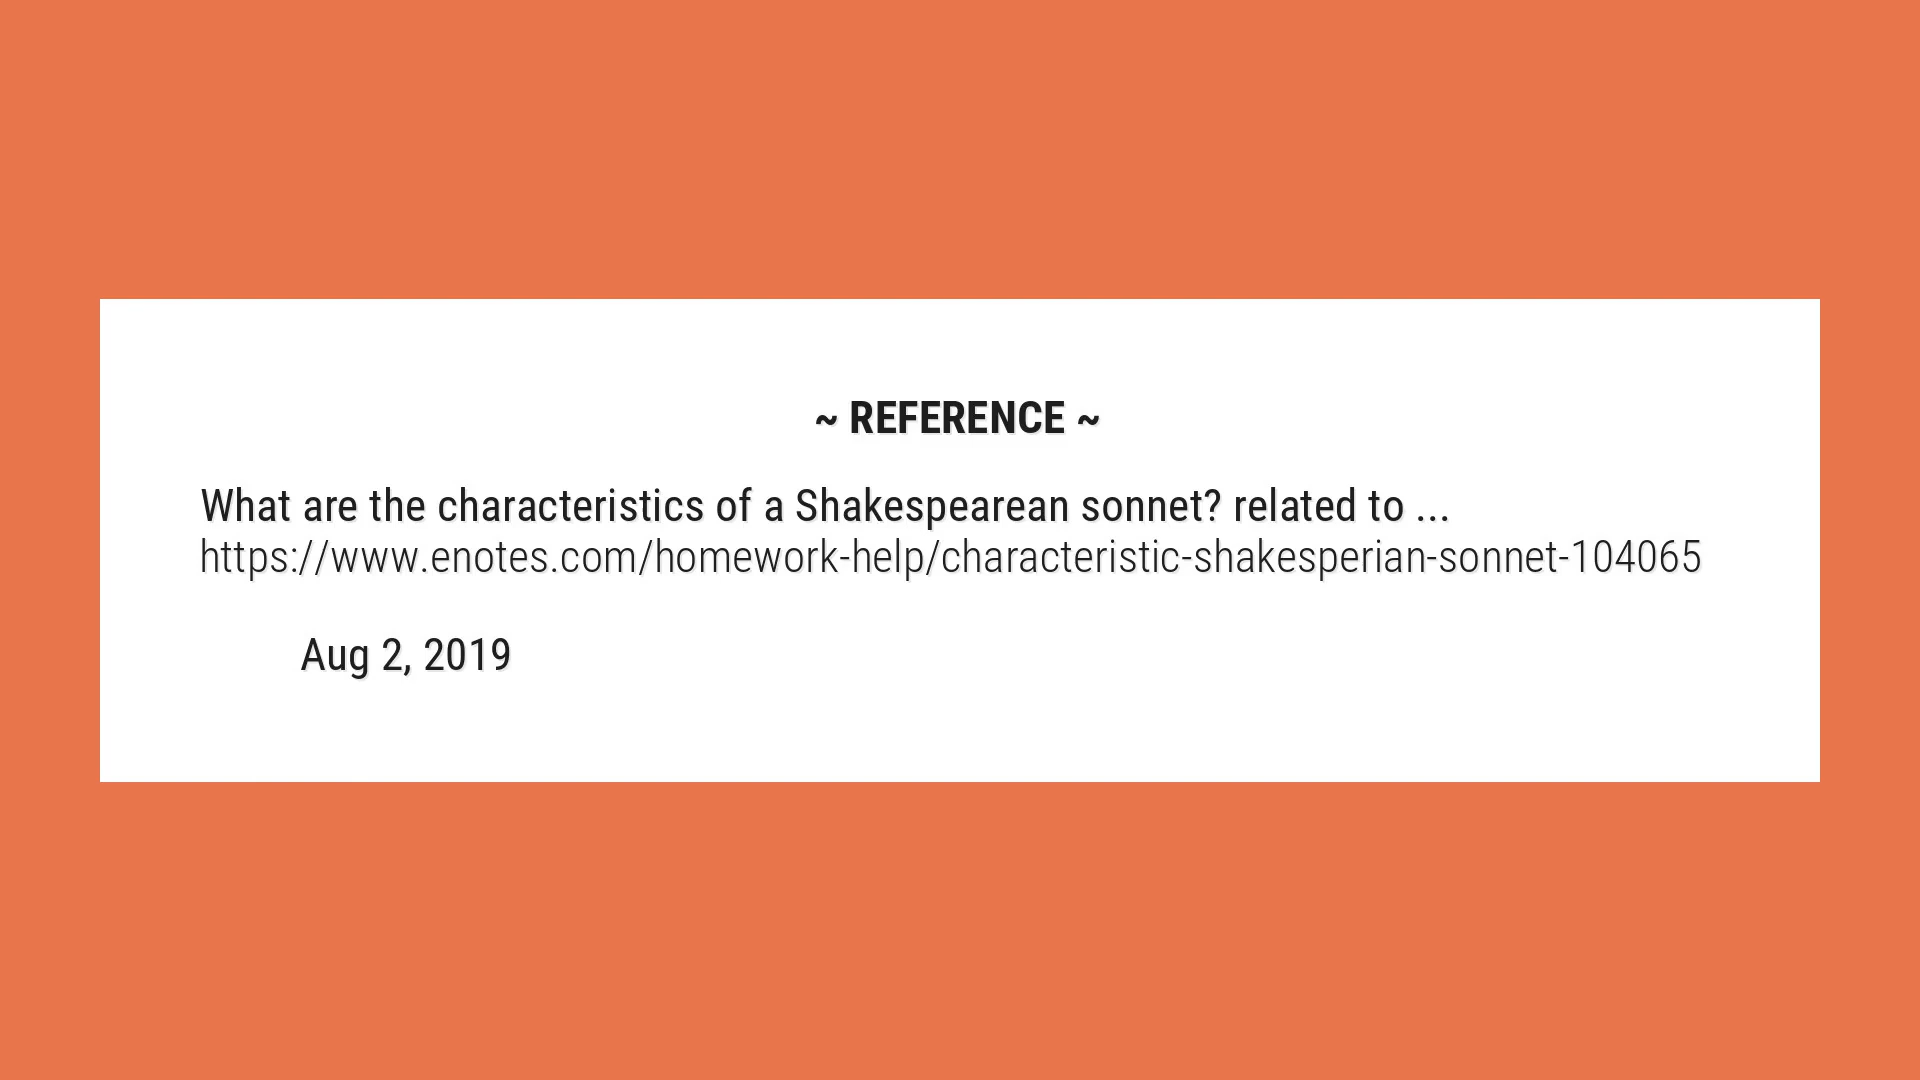 ~ REFERENCE ~
What are the characteristics of a Shakespearean sonnet? related to ...
https://www.enotes.com/homework-help/characteristic-shakesperian-sonnet-104065
Aug 2, 2019